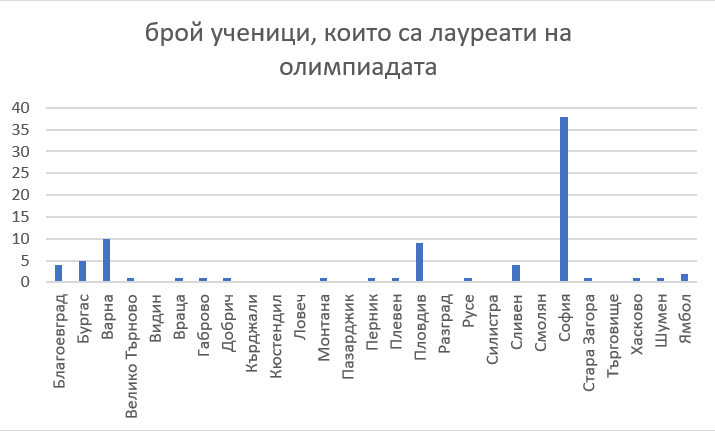 брой ученици, които са лауреати на
олимпиадата
40
35
30
25
20
15
10
5
0
Благоевград
Бургас
Варна
Велико Търново
Видин
Враца
Габрово
Добрич
Кърджали
Кюстендил
Ловеч
Монтана
Пазарджик
Перник
Плевен
Пловдив
Разград
Русе
Силистра
Сливен
Смолян
София
Стара Загора
Търговище
Хасково
Шумен
Ямбол